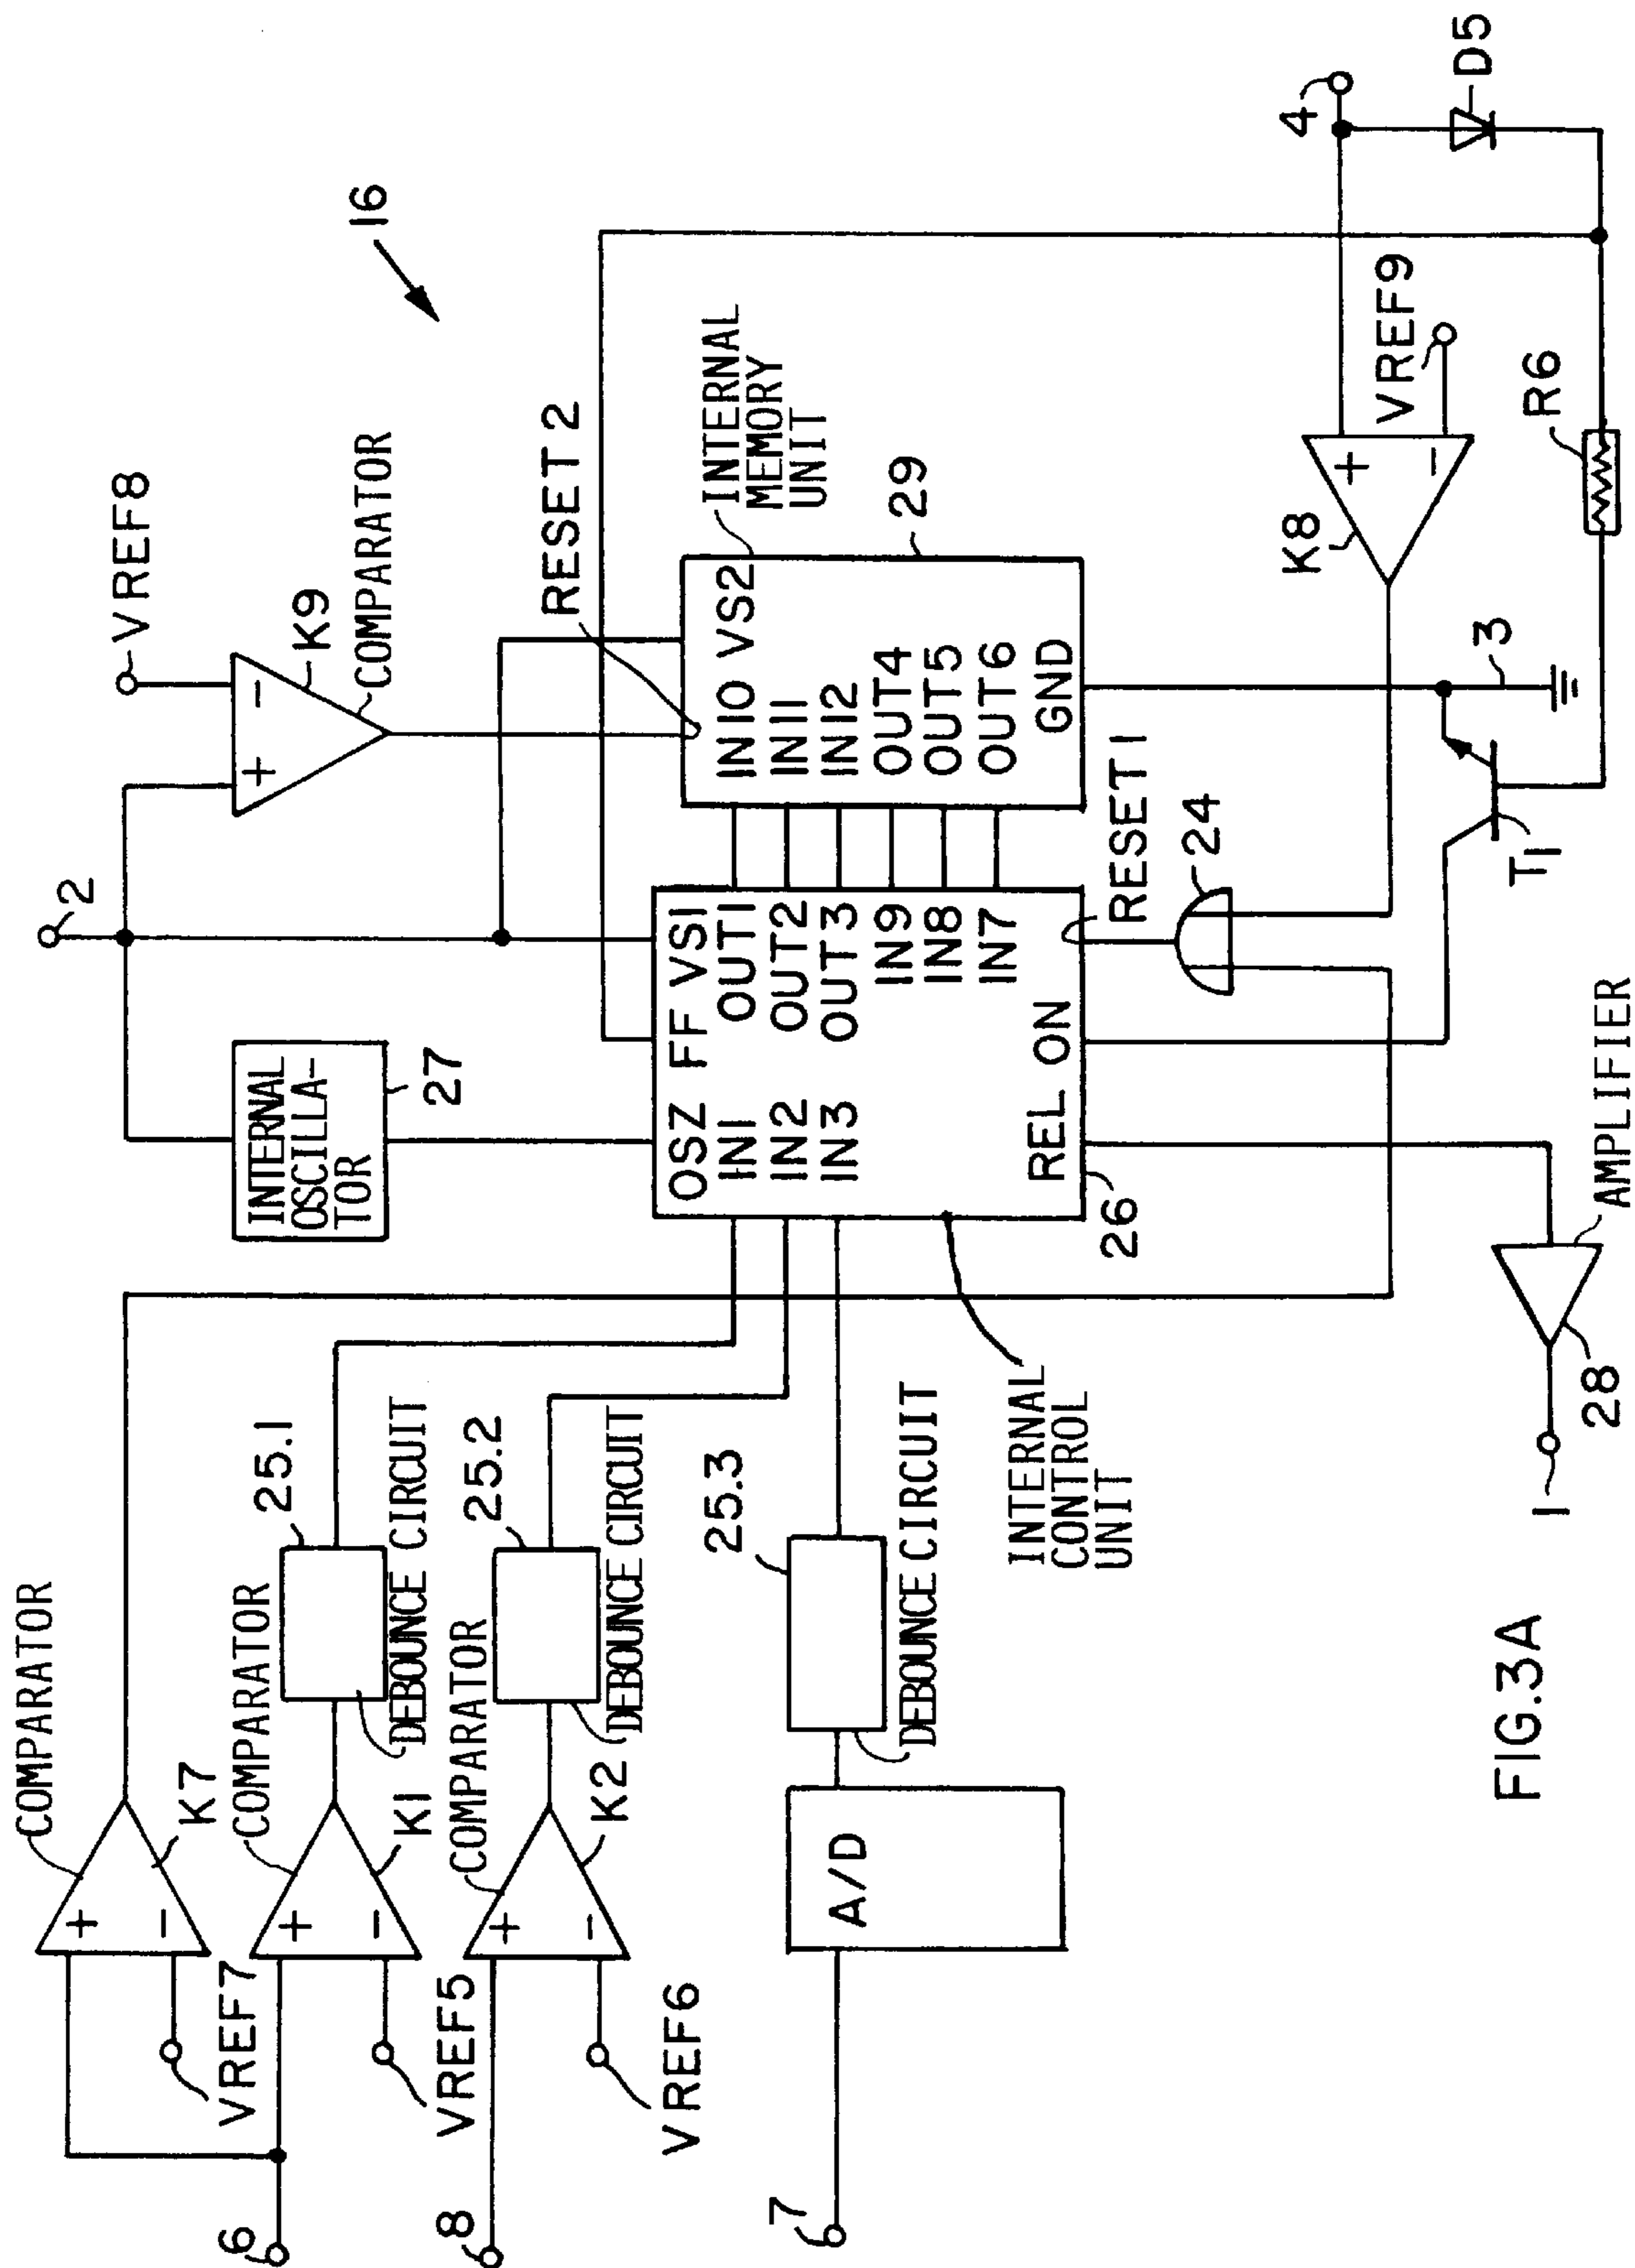 16
VREF8
K9
COMPARATOR
2
INTERNAL
OSCILLA-
TOR
27
RESET 2
INTERNAL
MEMORY
UNIT
29
IN10 VS2
IN11
IN12
OUT4
OUT5
OUT6
GND
OSZ FF VS1
IN1 OUT1
IN2 OUT2
IN3 OUT3
IN9
IN8
IN7
REL ON
26
RESET 1
24
4
D5
VREF9
K8
+
-
R6
3
T1
COMPARATOR
K7
+
-
VREF7
COMPARATOR
K1
+
-
VREF5
6
25.1
DEBOUNCE CIRCUIT
COMPARATOR
K2
+
-
VREF6
8
25.2
DEBOUNCE CIRCUIT
25.3
DEBOUNCE CIRCUIT
A/D
7
INTERNAL
CONTROL
UNIT
AMPLIFIER
28
1
+
-
FIG.3A